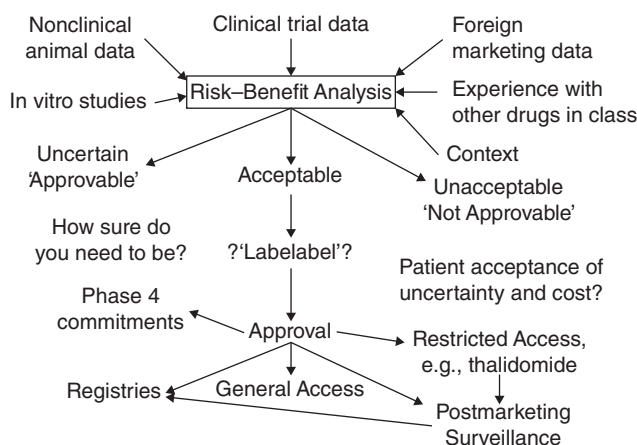 Nonclinical
animal data
Clinical trial data
Foreign
marketing data
In vitro studies
Risk–Benefit Analysis
Experience with
other drugs in class
Context
Uncertain
'Approvable'
Acceptable
Unacceptable
'Not Approvable'
How sure do
you need to be?
?'Labelabel'?
Patient acceptance of
uncertainty and cost?
Phase 4
commitments
Approval
Restricted Access,
e.g., thalidomide
Registries
General Access
Postmarketing
Surveillance